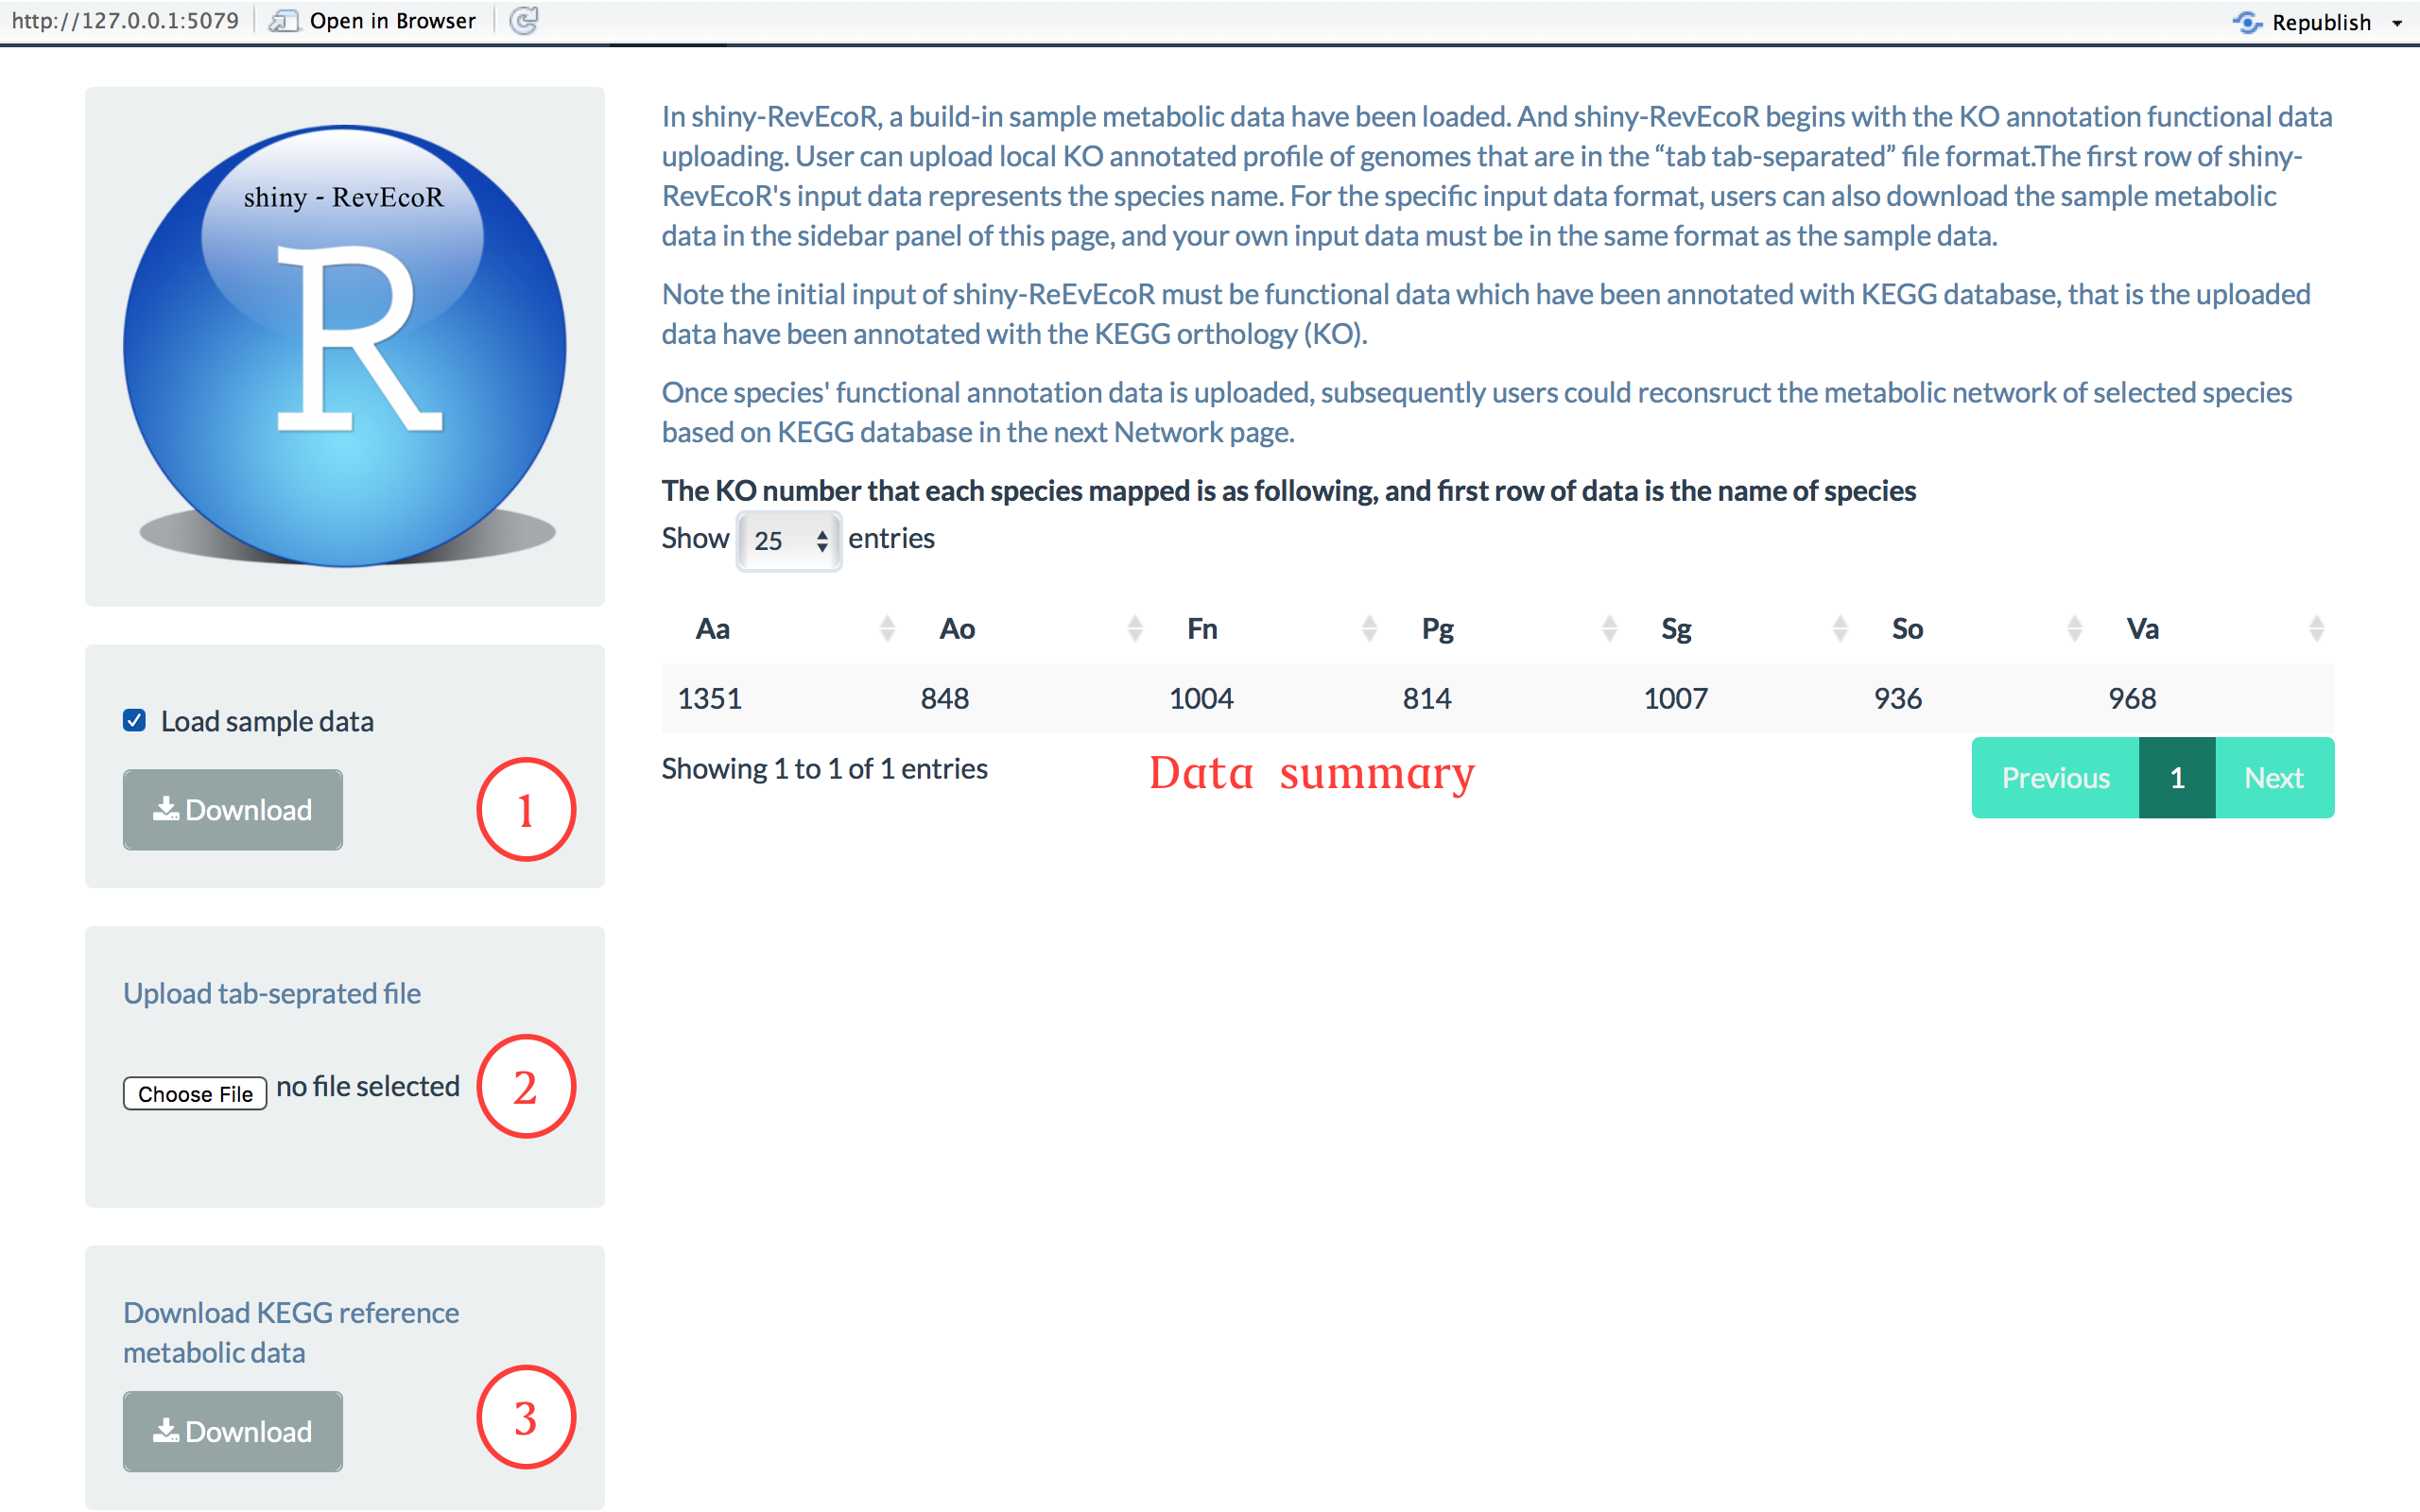 http://127.0.0.1:5079 Open in Browser Republish
shiny - RevEcoR
R
Load sample data
Download
1
Upload tab-seprated file
Choose File no file selected
2
Download KEGG reference
metabolic data
Download
3
In shiny-RevEcoR, a build-in sample metabolic data have been loaded. And shiny-RevEcoR begins with the KO annotation functional data
uploading. User can upload local KO annotated profile of genomes that are in the “tab tab-separated” file format.The first row of shiny-
RevEcoR's input data represents the species name. For the specific input data format, users can also download the sample metabolic
data in the sidebar panel of this page, and your own input data must be in the same format as the sample data.
Note the initial input of shiny-ReEvEcoR must be functional data which have been annotated with KEGG database, that is the uploaded
data have been annotated with the KEGG orthology (KO).
Once species' functional annotation data is uploaded, subsequently users could reconsruct the metabolic network of selected species
based on KEGG database in the next Network page.
The KO number that each species mapped is as following, and first row of data is the name of species
Show 25 entries
Aa Ao Fn Pg Sg So Va
1351 848 1004 814 1007 936 968
Showing 1 to 1 of 1 entries
Data summary
Previous 1 Next